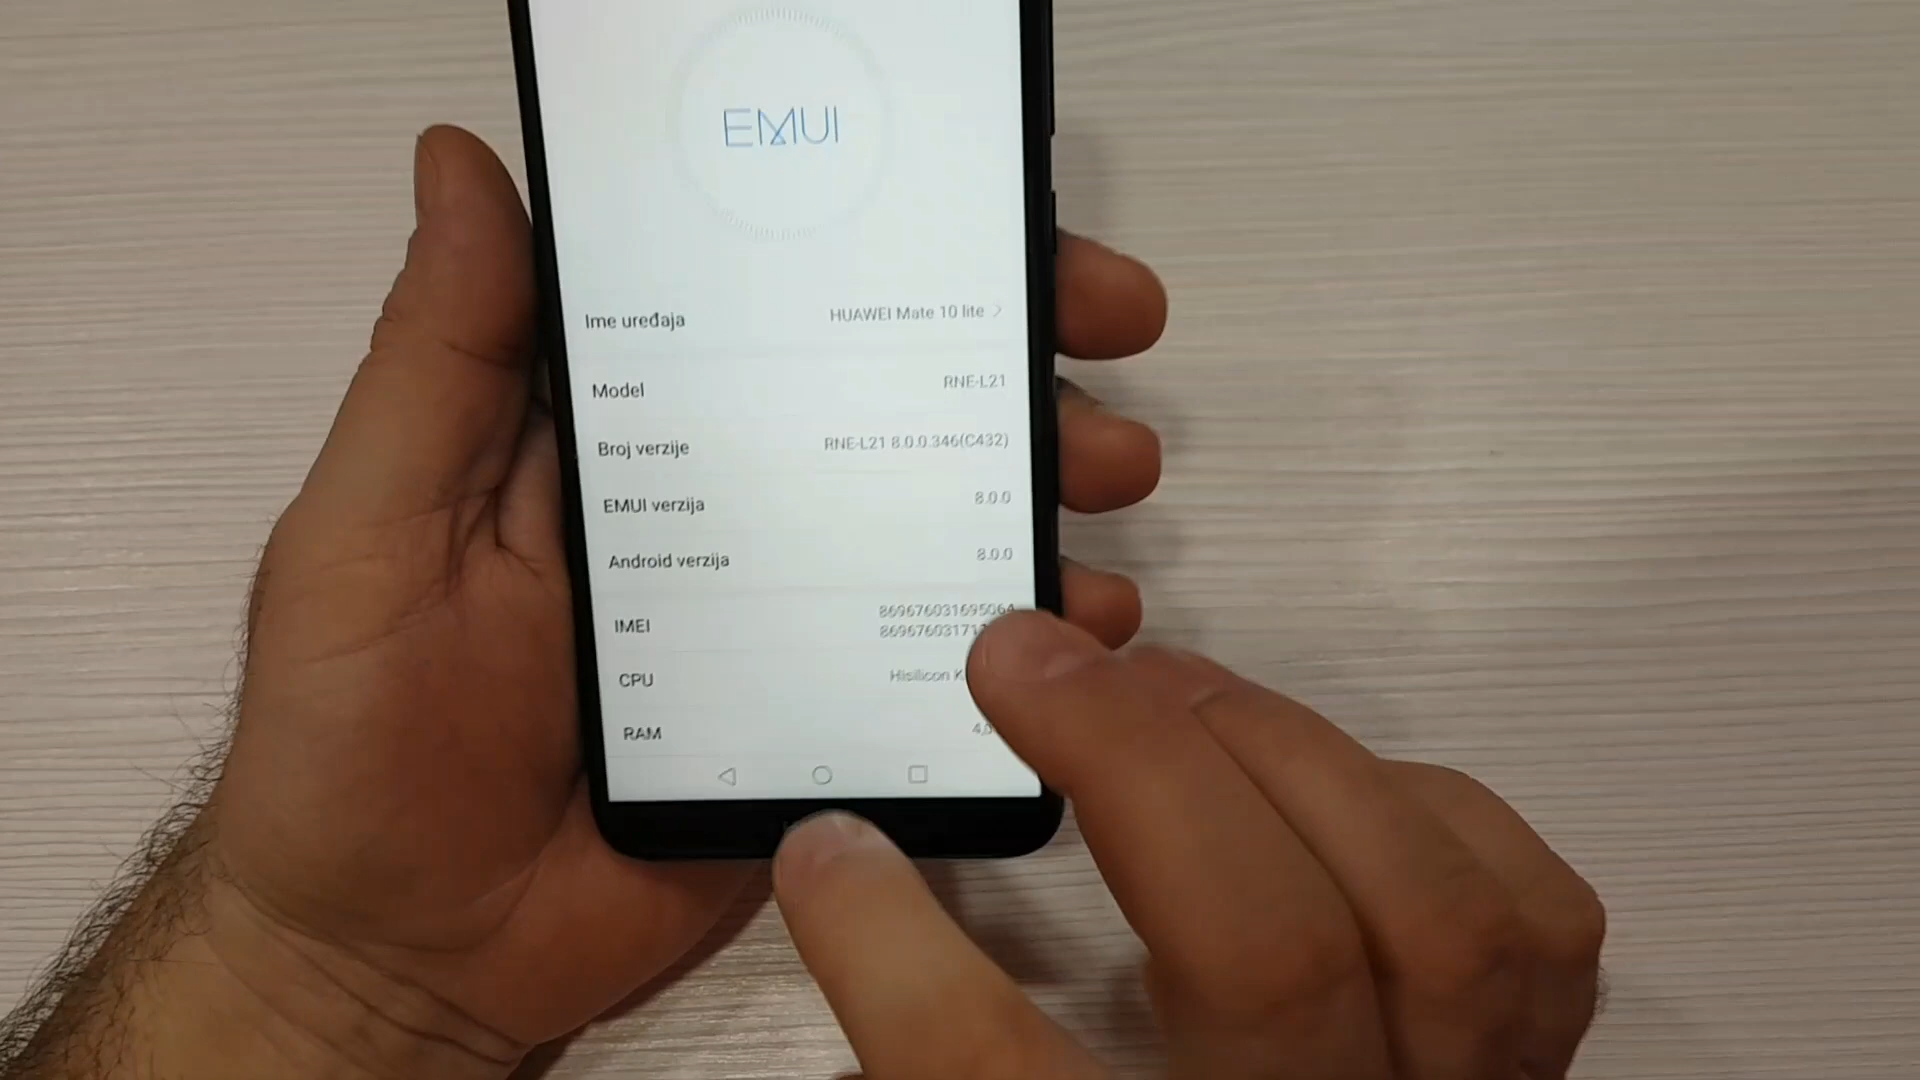 EMUI
Ime uređaja HUAWEI Mate 10 lite
Model RNE-L21
Broj verzije RNE-L21 8.0.0.346(C432)
EMUI verzija 8.0.0
Android verzija 8.0.0
IMEI 869676031695064
CPU Hisilicon
RAM